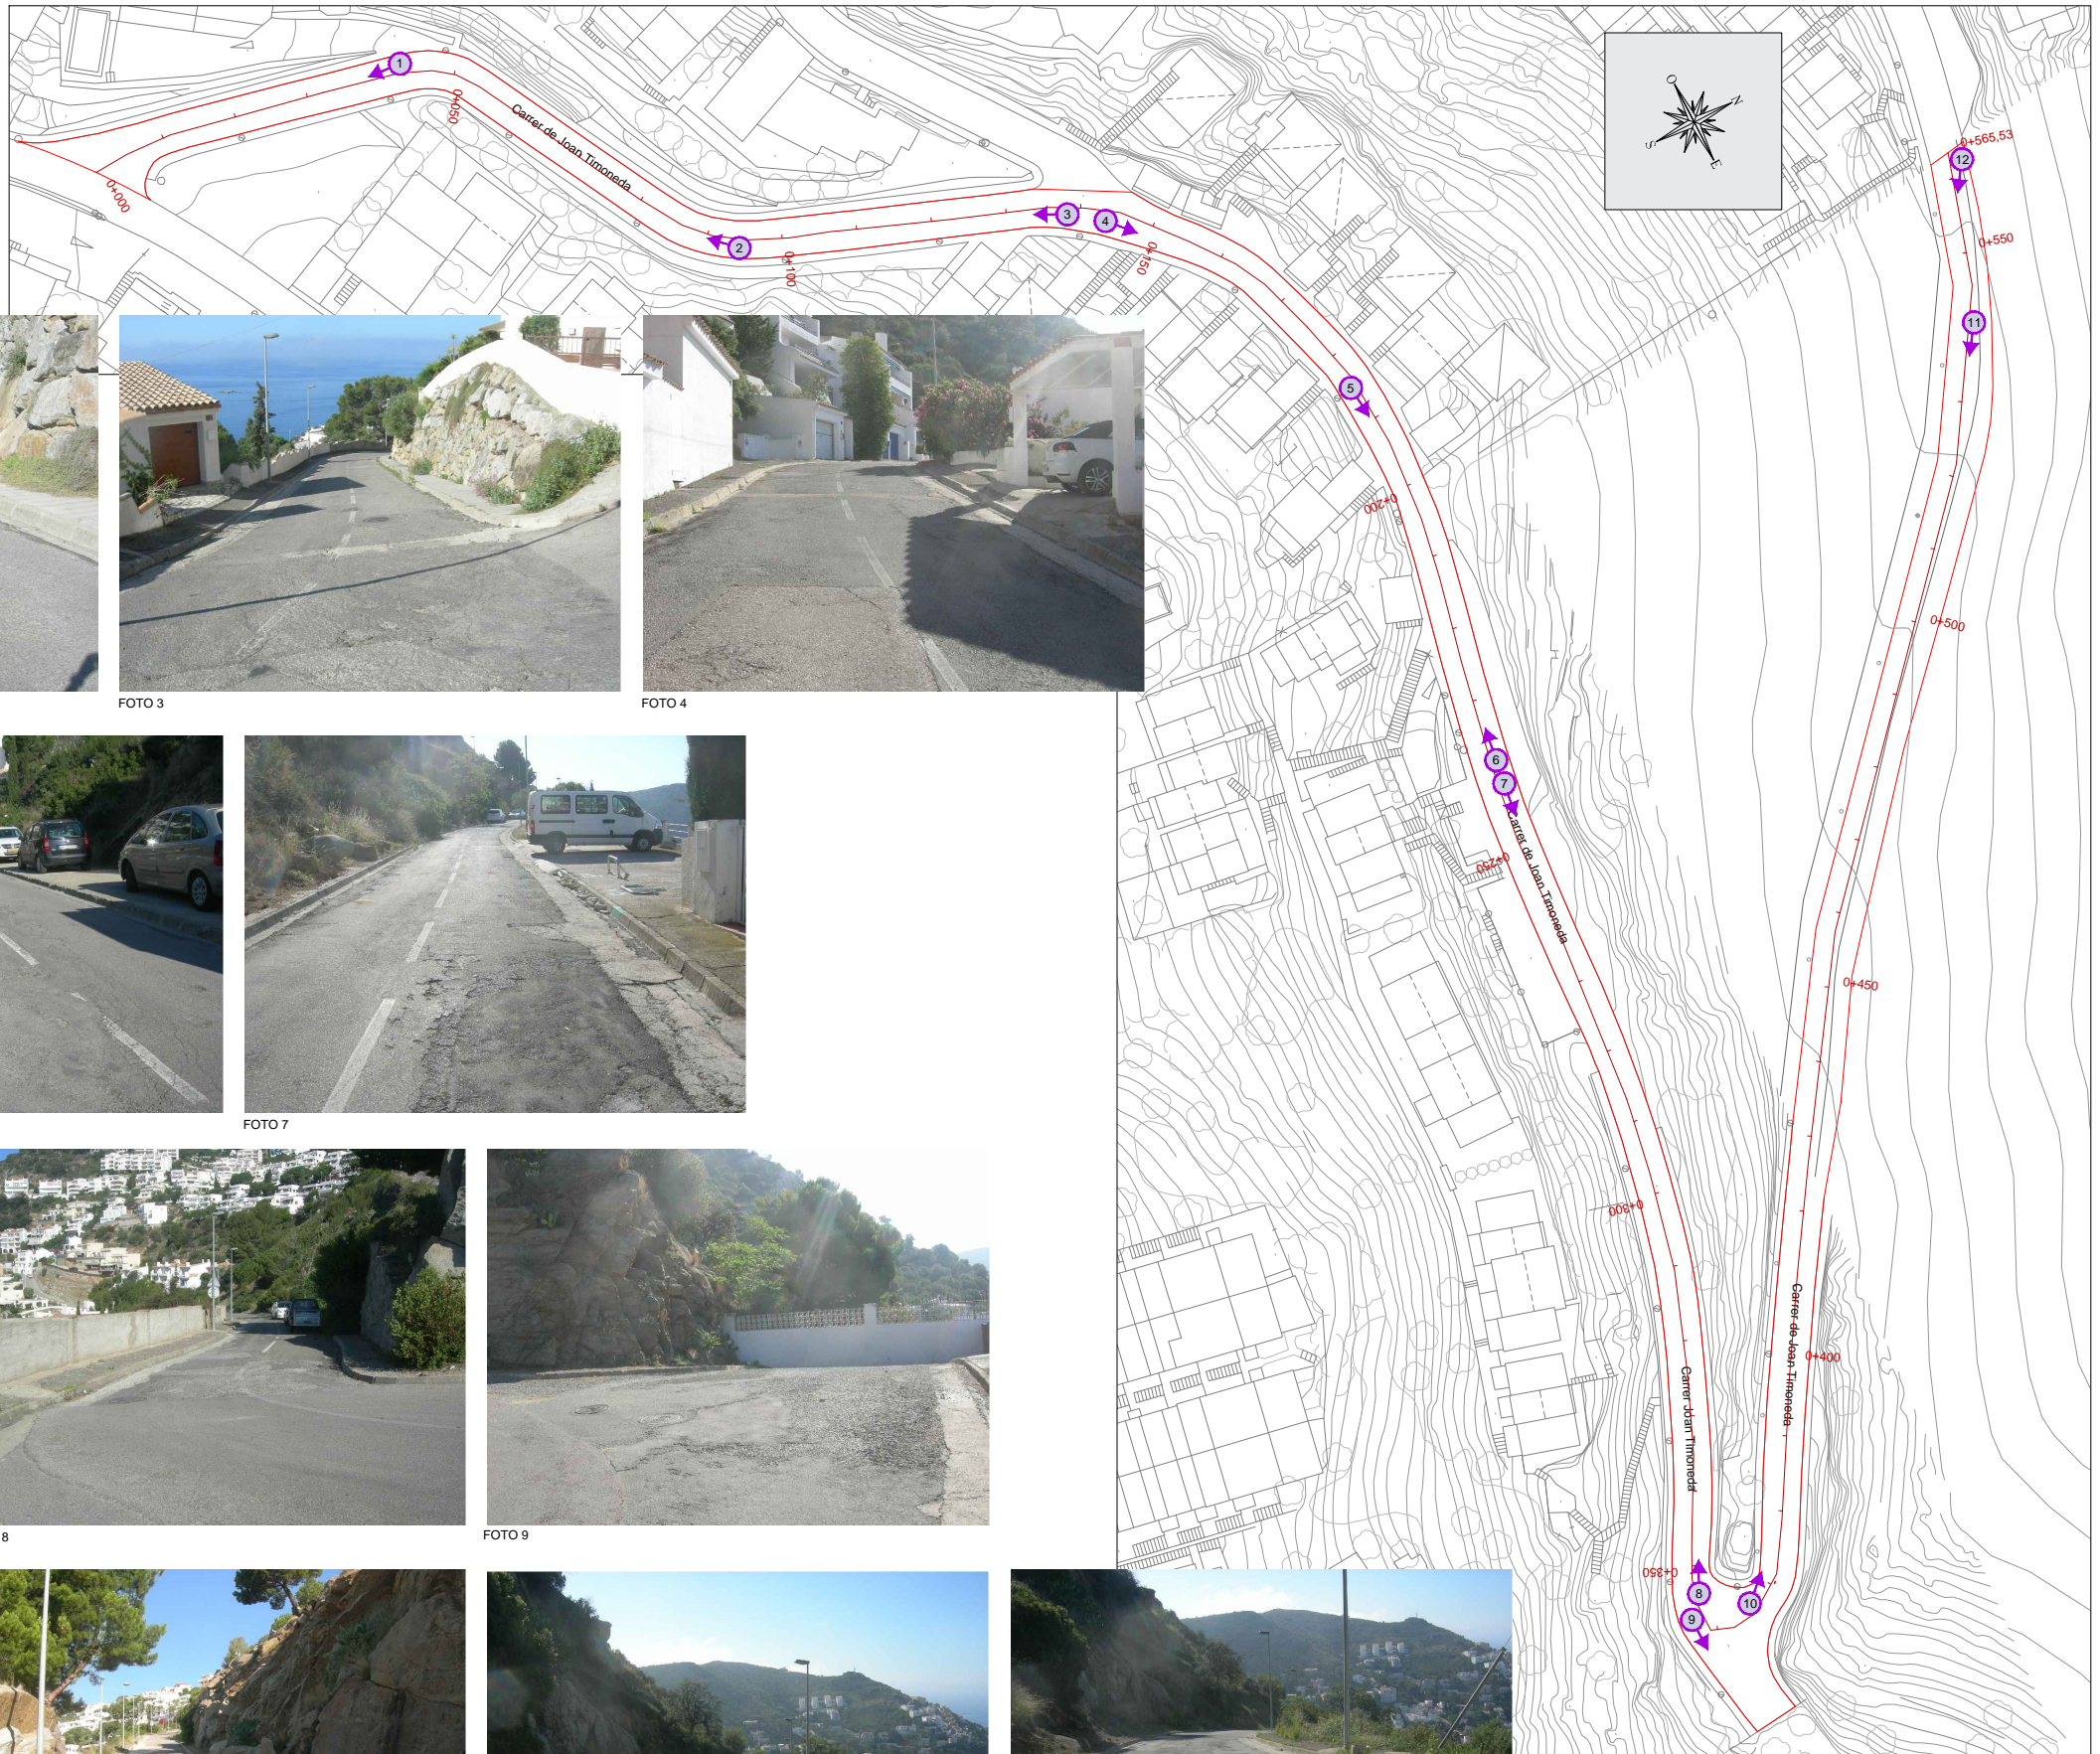 1
0+050
Carrer de Joan Timoneda
0+000
2
0+100
3
4
0+150
O
N
S
E
0+565,53
12
0+550
11
5
0+200
0+500
FOTO 3
FOTO 4
6
7
Carrer de Joan Timoneda
0+250
0+450
FOTO 7
0+300
Carrer de Joan Timoneda
0+400
Carrer Joan Timoneda
8
FOTO 9
0+350
8
9
10